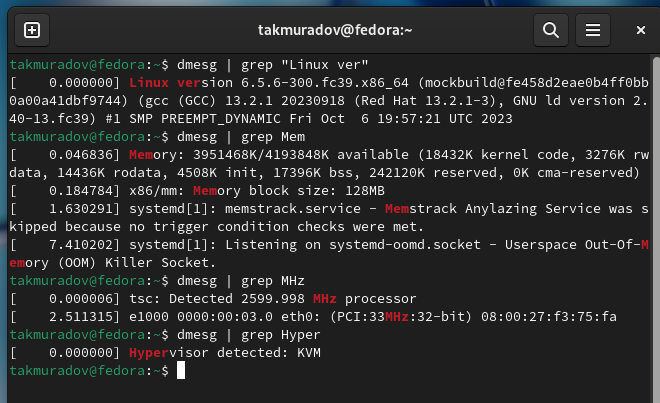 takmuradov@fedora:~
takmuradov@fedora:~$ dmesg | grep "Linux ver"
[    0.000000] Linux version 6.5.6-300.fc39.x86_64 (mockbuild@fe458d2eae0b4ff0bb
0a00a41dbf9744) (gcc (GCC) 13.2.1 20230918 (Red Hat 13.2.1-3), GNU ld version 2.
40-13.fc39) #1 SMP PREEMPT_DYNAMIC Fri Oct  6 19:57:21 UTC 2023
takmuradov@fedora:~$ dmesg | grep Mem
[    0.046836] Memory: 3951468K/4193848K available (18432K kernel code, 3276K rw
data, 14436K rodata, 4508K init, 17396K bss, 242120K reserved, 0K cma-reserved)
[    0.184784] x86/mm: Memory block size: 128MB
[    1.630291] systemd[1]: memstrack.service - Memstrack Anylazing Service was s
kipped because no trigger condition checks were met.
[    7.410202] systemd[1]: Listening on systemd-oomd.socket - Userspace Out-Of-M
emory (OOM) Killer Socket.
takmuradov@fedora:~$ dmesg | grep MHz
[    0.000006] tsc: Detected 2599.998 MHz processor
[    2.511315] e1000 0000:00:03.0 eth0: (PCI:33MHz:32-bit) 08:00:27:f3:75:fa
takmuradov@fedora:~$ dmesg | grep Hyper
[    0.000000] Hypervisor detected: KVM
takmuradov@fedora:~$